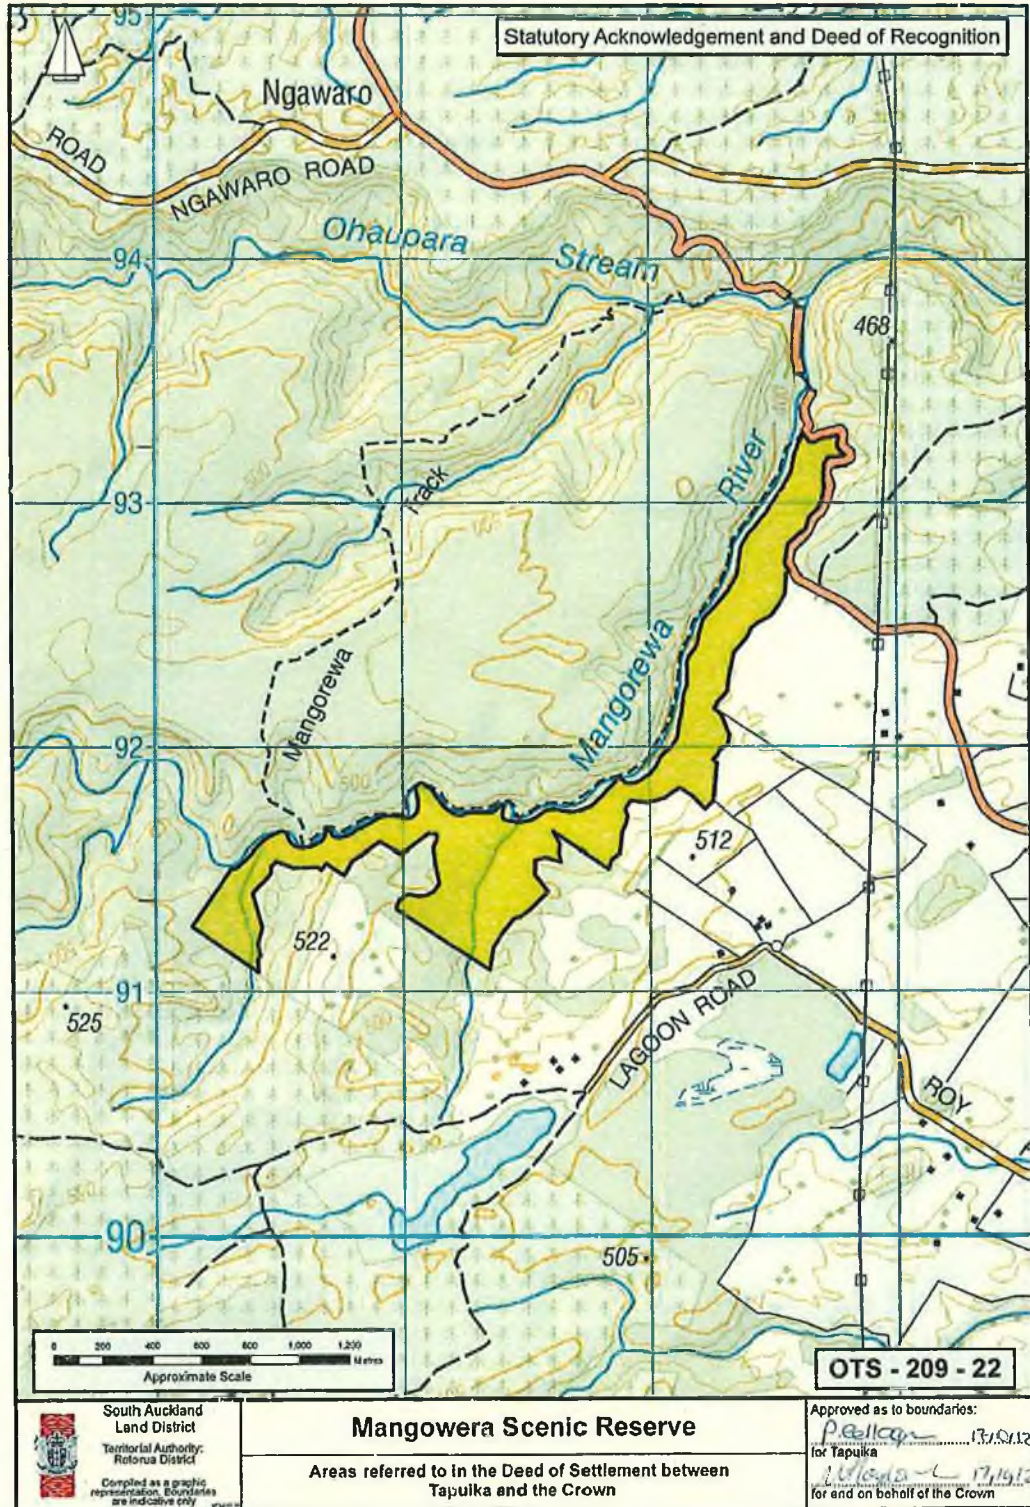 Statutory Acknowledgement and Deed of Recognition
95
Ngawaro
ROAD
NGAWARO ROAD
Ohaupara
Stream
94
468
River
Track
93
500
Mangorewa
Mangorewa
92
500
512
522
91
525
LAGOON ROAD
ROY
90
505
0 200 400 600 800 1,000 1,200
Metres
Approximate Scale
OTS - 209 - 22
South Auckland
Land District
Territorial Authority:
Rotorua District
Compiled as a graphic
representation. Boundaries
are indicative only
Mangowera Scenic Reserve
Areas referred to in the Deed of Settlement between
Tapuika and the Crown
Approved as to boundaries:
for Tapuika
for and on behalf of the Crown